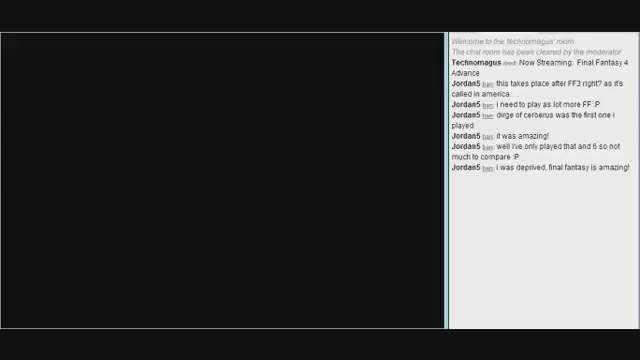 Welcome to the Technomagus' room.
The chat room has been cleared by the moderator
Technomagus mod: Now Streaming: Final Fantasy 4
Advance
Jordan5 ban: this takes place after FF3 right? as it's
called in america. . .
Jordan5 ban: i need to play as lot more FF :P
Jordan5 ban: dirge of cerberus was the first one i
played
Jordan5 ban: it was amazing!
Jordan5 ban: well i've only played that and 6 so not
much to compare :P
Jordan5 ban: i was deprived, final fantasy is amazing!